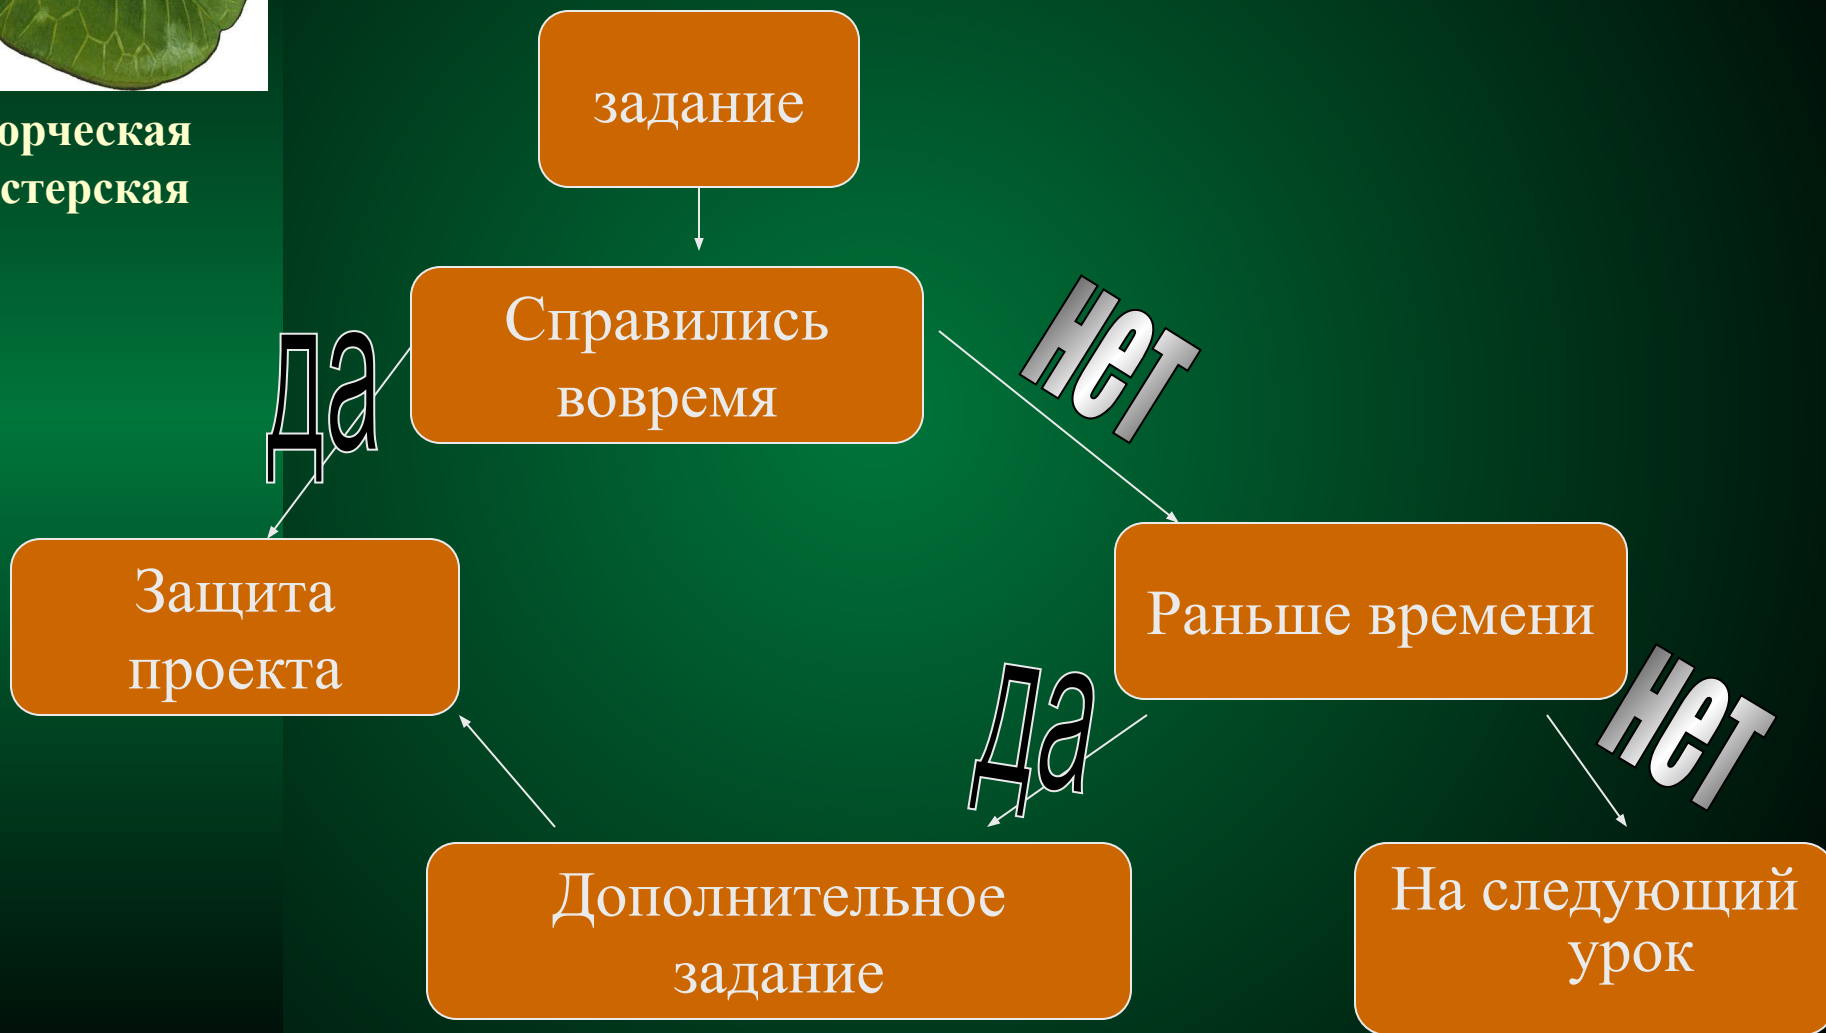 задание
орческая
стерская
Справились
вовремя
да
нет
Защита
проекта
Раньше времени
да
нет
Дополнительное
задание
На следующий
урок